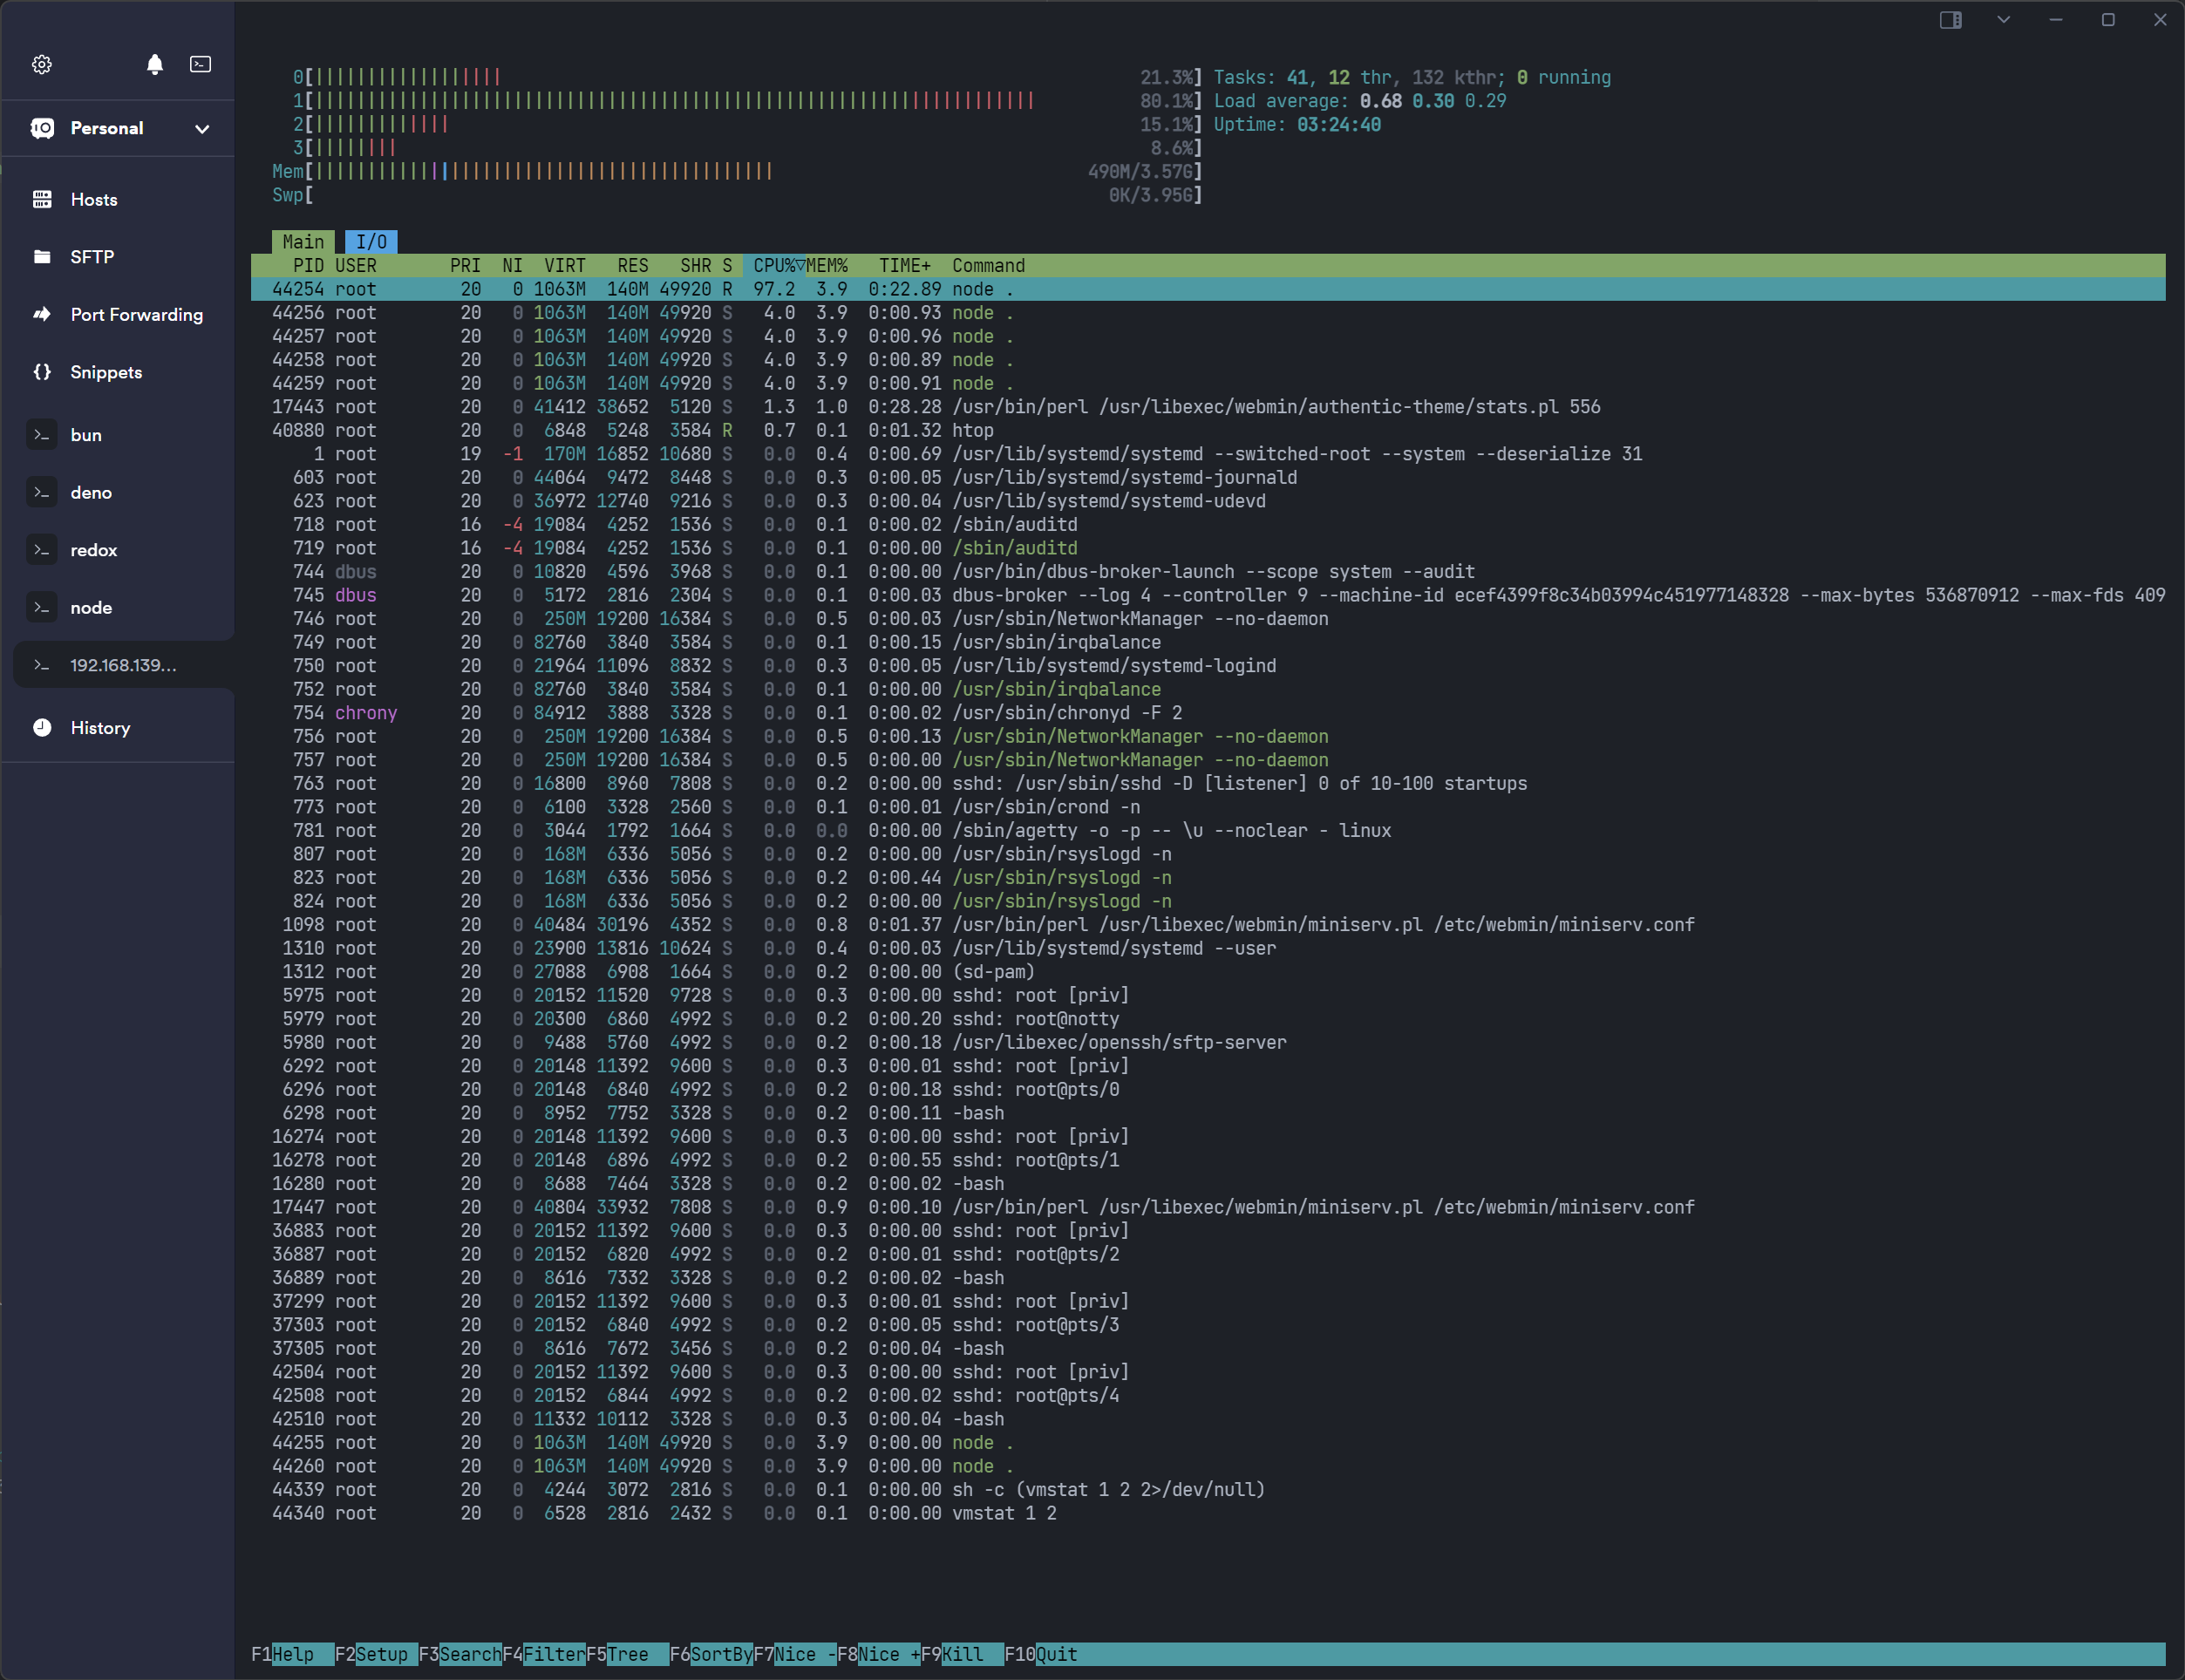 Personal
Hosts
SFTP
Port Forwarding
Snippets
bun
deno
redox
node
192.168.139...
History
0[ 21.3%] Tasks: 41, 12 thr, 132 kthr; 0 running
1[ 80.1%] Load average: 0.68 0.30 0.29
2[ 15.1%] Uptime: 03:24:40
3[ 8.6%]
Mem[ 490M/3.57G]
Swp[ 0K/3.95G]
Main I/O
PID USER PRI NI VIRT RES SHR S CPU%▽MEM% TIME+ Command
44254 root 20 0 1063M 140M 49920 R 97.2 3.9 0:22.89 node .
44256 root 20 0 1063M 140M 49920 S 4.0 3.9 0:00.93 node .
44257 root 20 0 1063M 140M 49920 S 4.0 3.9 0:00.96 node .
44258 root 20 0 1063M 140M 49920 S 4.0 3.9 0:00.89 node .
44259 root 20 0 1063M 140M 49920 S 4.0 3.9 0:00.91 node .
17443 root 20 0 41412 38652 5120 S 1.3 1.0 0:28.28 /usr/bin/perl /usr/libexec/webmin/authentic-theme/stats.pl 556
40880 root 20 0 6848 5248 3584 R 0.7 0.1 0:01.32 htop
1 root 19 -1 170M 16852 10680 S 0.0 0.4 0:00.69 /usr/lib/systemd/systemd --switched-root --system --deserialize 31
603 root 20 0 44064 9472 8448 S 0.0 0.3 0:00.05 /usr/lib/systemd/systemd-journald
623 root 20 0 36972 12740 9216 S 0.0 0.3 0:00.04 /usr/lib/systemd/systemd-udevd
718 root 16 -4 19084 4252 1536 S 0.0 0.1 0:00.02 /sbin/auditd
719 root 16 -4 19084 4252 1536 S 0.0 0.1 0:00.00 /sbin/auditd
744 dbus 20 0 10820 4596 3968 S 0.0 0.1 0:00.00 /usr/bin/dbus-broker-launch --scope system --audit
745 dbus 20 0 5172 2816 2304 S 0.0 0.1 0:00.03 dbus-broker --log 4 --controller 9 --machine-id ecef4399f8c34b03994c451977148328 --max-bytes 536870912 --max-fds 409
746 root 20 0 250M 19200 16384 S 0.0 0.5 0:00.03 /usr/sbin/NetworkManager --no-daemon
749 root 20 0 82760 3840 3584 S 0.0 0.1 0:00.15 /usr/sbin/irqbalance
750 root 20 0 21964 11096 8832 S 0.0 0.3 0:00.05 /usr/lib/systemd/systemd-logind
752 root 20 0 82760 3840 3584 S 0.0 0.1 0:00.00 /usr/sbin/irqbalance
754 chrony 20 0 84912 3888 3328 S 0.0 0.1 0:00.02 /usr/sbin/chronyd -F 2
756 root 20 0 250M 19200 16384 S 0.0 0.5 0:00.13 /usr/sbin/NetworkManager --no-daemon
757 root 20 0 250M 19200 16384 S 0.0 0.5 0:00.00 /usr/sbin/NetworkManager --no-daemon
763 root 20 0 16800 8960 7808 S 0.0 0.2 0:00.00 sshd: /usr/sbin/sshd -D [listener] 0 of 10-100 startups
773 root 20 0 6100 3328 2560 S 0.0 0.1 0:00.01 /usr/sbin/crond -n
781 root 20 0 3044 1792 1664 S 0.0 0.0 0:00.00 /sbin/agetty -o -p -- \u --noclear - linux
807 root 20 0 168M 6336 5056 S 0.0 0.2 0:00.00 /usr/sbin/rsyslogd -n
823 root 20 0 168M 6336 5056 S 0.0 0.2 0:00.44 /usr/sbin/rsyslogd -n
824 root 20 0 168M 6336 5056 S 0.0 0.2 0:00.00 /usr/sbin/rsyslogd -n
1098 root 20 0 40484 30196 4352 S 0.0 0.8 0:01.37 /usr/bin/perl /usr/libexec/webmin/miniserv.pl /etc/webmin/miniserv.conf
1310 root 20 0 23900 13816 10624 S 0.0 0.4 0:00.03 /usr/lib/systemd/systemd --user
1312 root 20 0 27088 6908 1664 S 0.0 0.2 0:00.00 (sd-pam)
5975 root 20 0 20152 11520 9728 S 0.0 0.3 0:00.00 sshd: root [priv]
5979 root 20 0 20300 6860 4992 S 0.0 0.2 0:00.20 sshd: root@notty
5980 root 20 0 9488 5760 4992 S 0.0 0.2 0:00.18 /usr/libexec/openssh/sftp-server
6292 root 20 0 20148 11392 9600 S 0.0 0.3 0:00.01 sshd: root [priv]
6296 root 20 0 20148 6840 4992 S 0.0 0.2 0:00.18 sshd: root@pts/0
6298 root 20 0 8952 7752 3328 S 0.0 0.2 0:00.11 -bash
16274 root 20 0 20148 11392 9600 S 0.0 0.3 0:00.00 sshd: root [priv]
16278 root 20 0 20148 6896 4992 S 0.0 0.2 0:00.55 sshd: root@pts/1
16280 root 20 0 8688 7464 3328 S 0.0 0.2 0:00.02 -bash
17447 root 20 0 40804 33932 7808 S 0.0 0.9 0:00.10 /usr/bin/perl /usr/libexec/webmin/miniserv.pl /etc/webmin/miniserv.conf
36883 root 20 0 20152 11392 9600 S 0.0 0.3 0:00.00 sshd: root [priv]
36887 root 20 0 20152 6820 4992 S 0.0 0.2 0:00.01 sshd: root@pts/2
36889 root 20 0 8616 7332 3328 S 0.0 0.2 0:00.02 -bash
37299 root 20 0 20152 11392 9600 S 0.0 0.3 0:00.01 sshd: root [priv]
37303 root 20 0 20152 6840 4992 S 0.0 0.2 0:00.05 sshd: root@pts/3
37305 root 20 0 8616 7672 3456 S 0.0 0.2 0:00.04 -bash
42504 root 20 0 20152 11392 9600 S 0.0 0.3 0:00.00 sshd: root [priv]
42508 root 20 0 20152 6844 4992 S 0.0 0.2 0:00.02 sshd: root@pts/4
42510 root 20 0 11332 10112 3328 S 0.0 0.3 0:00.04 -bash
44255 root 20 0 1063M 140M 49920 S 0.0 3.9 0:00.00 node .
44260 root 20 0 1063M 140M 49920 S 0.0 3.9 0:00.00 node .
44339 root 20 0 4244 3072 2816 S 0.0 0.1 0:00.00 sh -c (vmstat 1 2 2>/dev/null)
44340 root 20 0 6528 2816 2432 S 0.0 0.1 0:00.00 vmstat 1 2
F1Help F2Setup F3SearchF4FilterF5Tree F6SortByF7Nice -F8Nice +F9Kill F10Quit